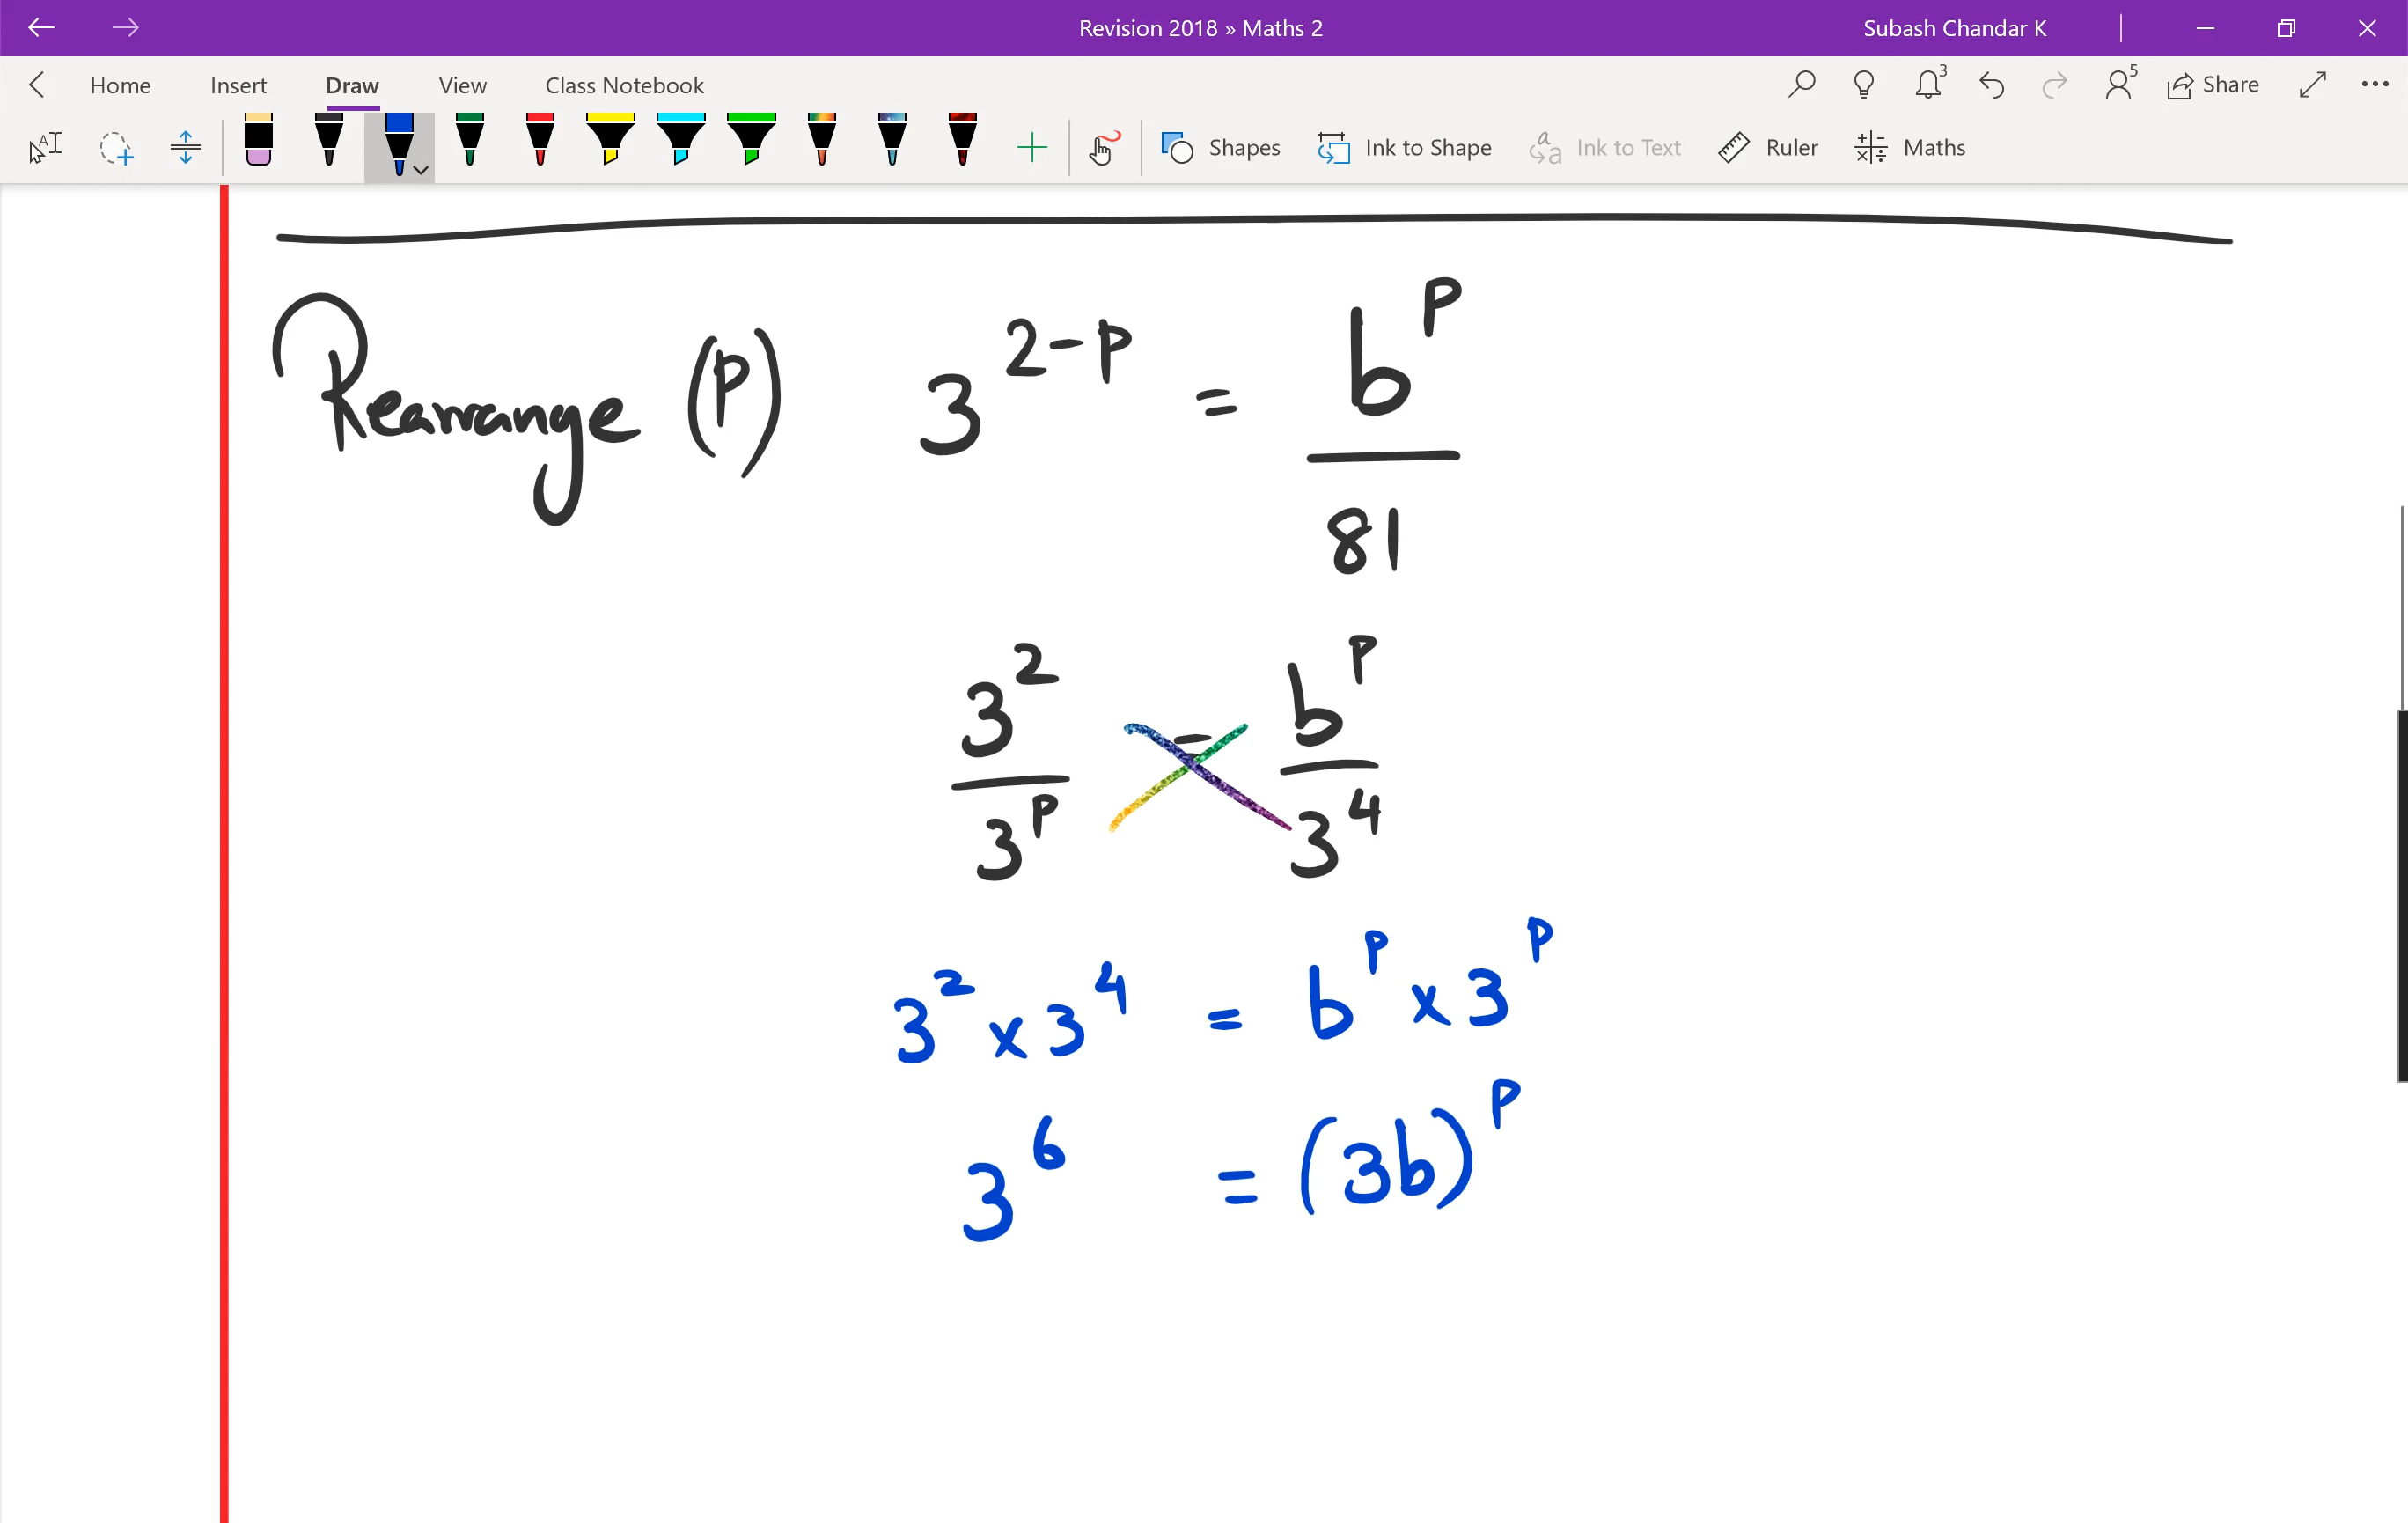 Revision 2018 » Maths 2 Subash Chandar K
Home Insert Draw View Class Notebook 3 5 Share
Shapes Ink to Shape Ink to Text Ruler Maths
Rearrange (p) 3^(2-p) = b^p / 81
3^2 / 3^p = b^p / 3^4
3^2 x 3^4 = b^p x 3^p
3^6 = (3b)^p